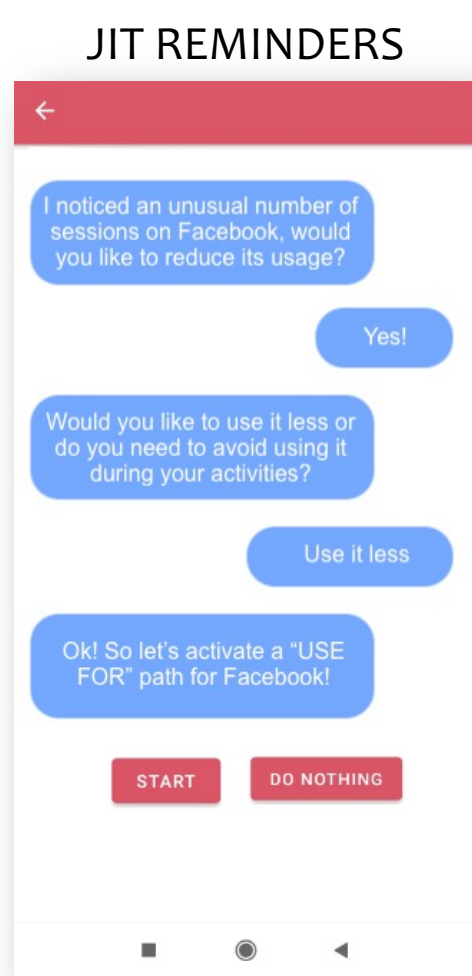 JIT REMINDERS
I noticed an unusual number of
sessions on Facebook, would
you like to reduce its usage?
Yes!
Would you like to use it less or
do you need to avoid using it
during your activities?
Use it less
Ok! So let's activate a “USE
FOR” path for Facebook!
START
DO NOTHING